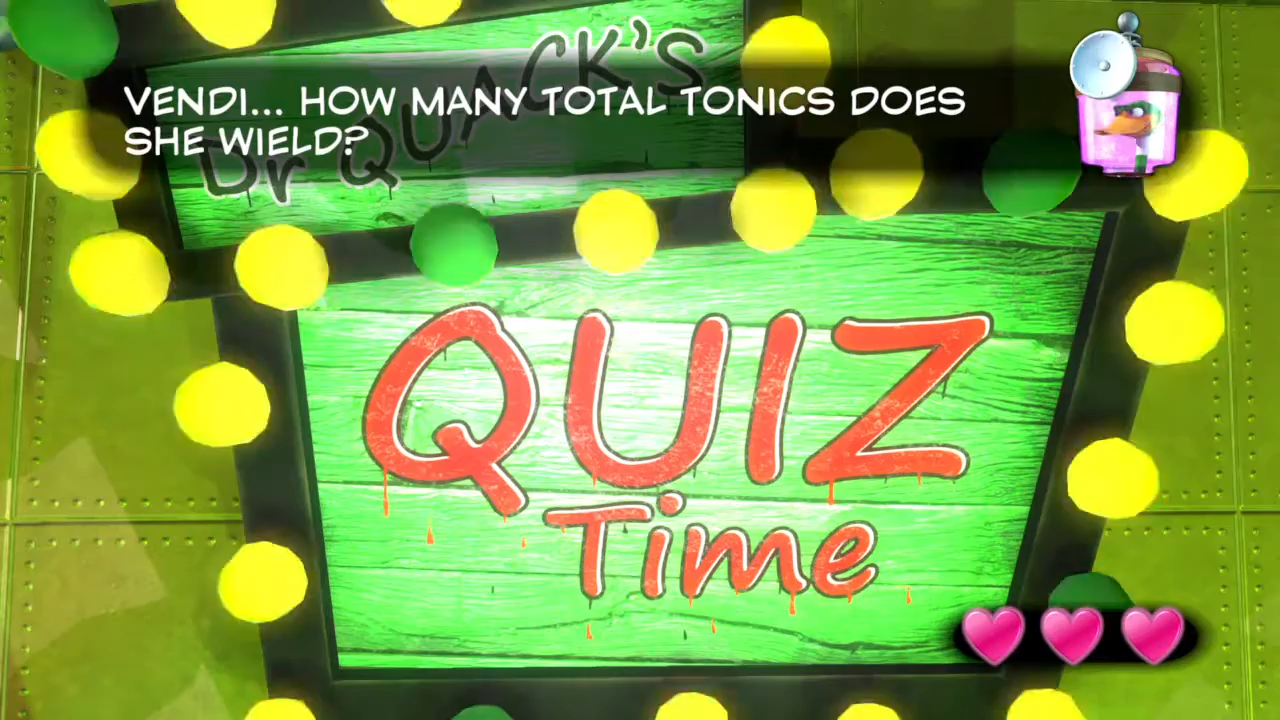 VENDI... HOW MANY TOTAL TONICS DOES
SHE WIELD?
Dr QUACK'S
QUIZ
Time